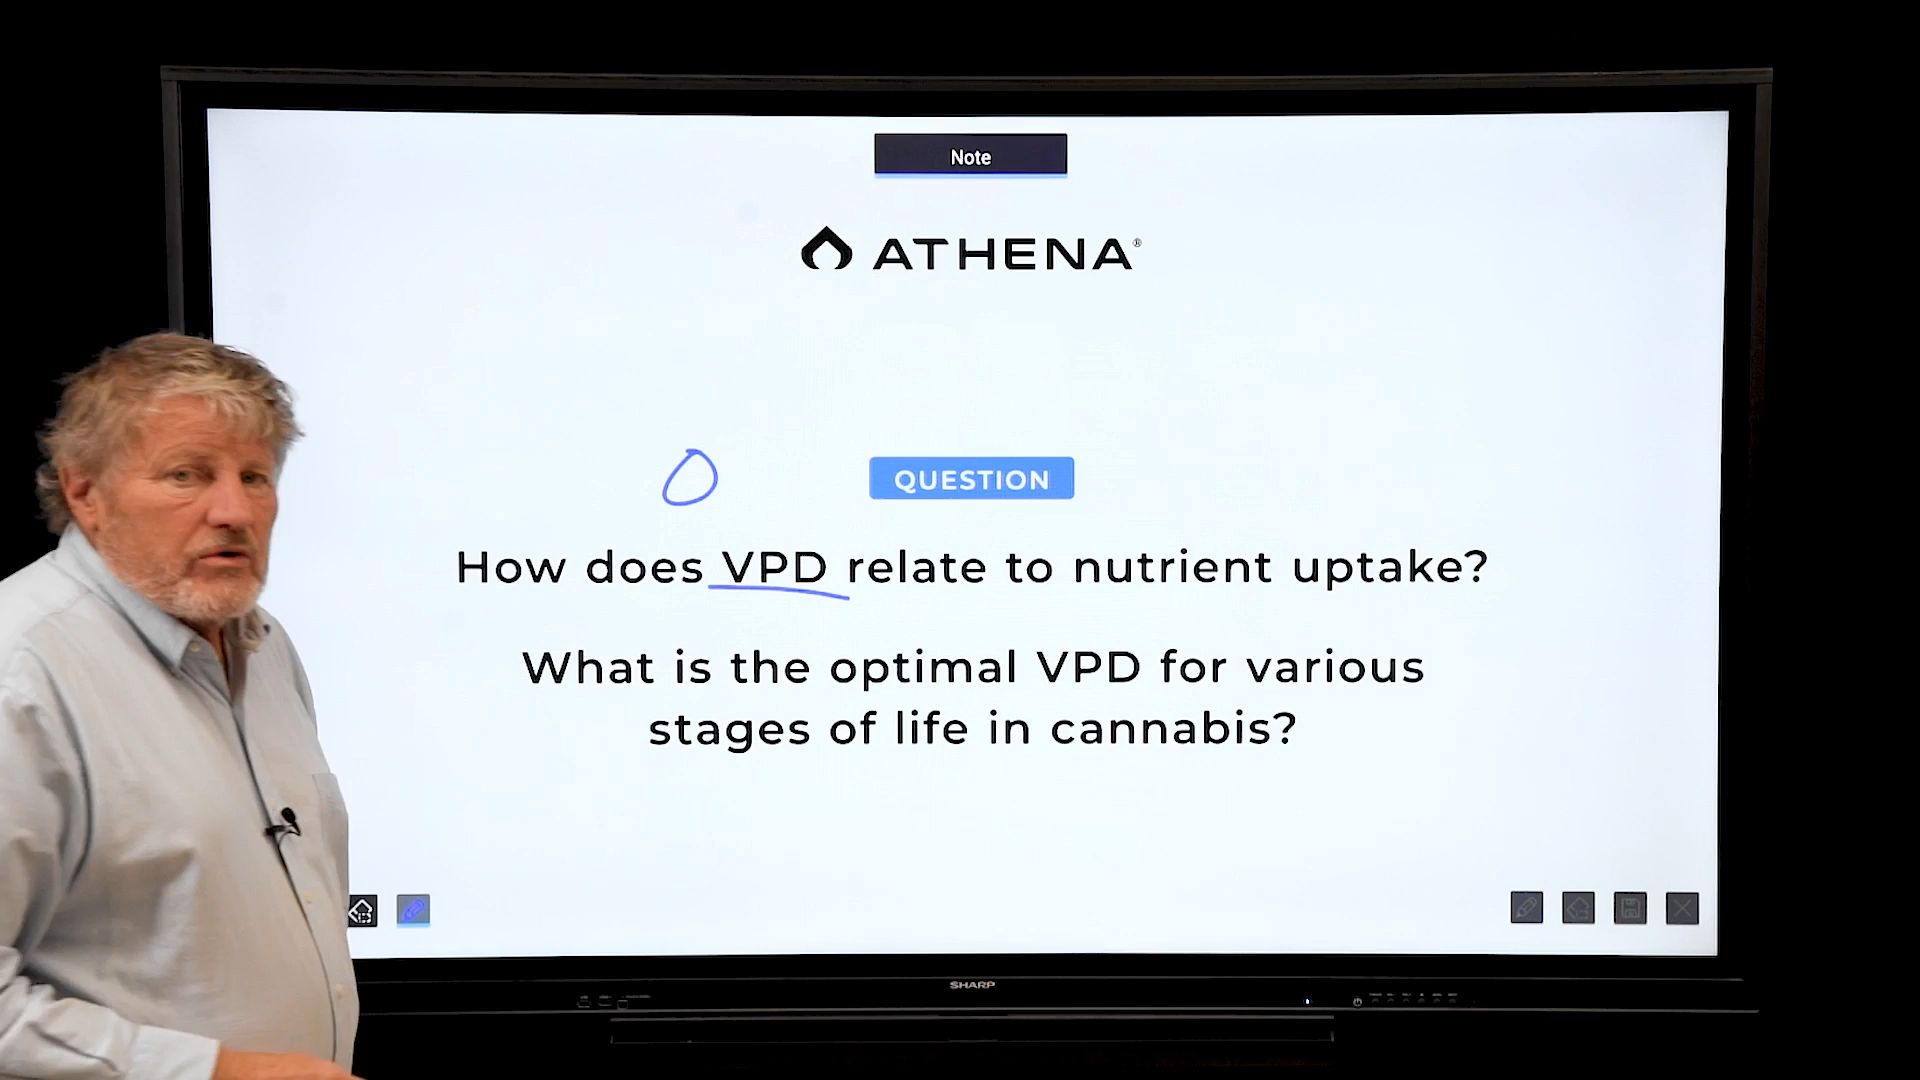 Note
ATHENA®
QUESTION
How does VPD relate to nutrient uptake?
What is the optimal VPD for various
stages of life in cannabis?
SHARP